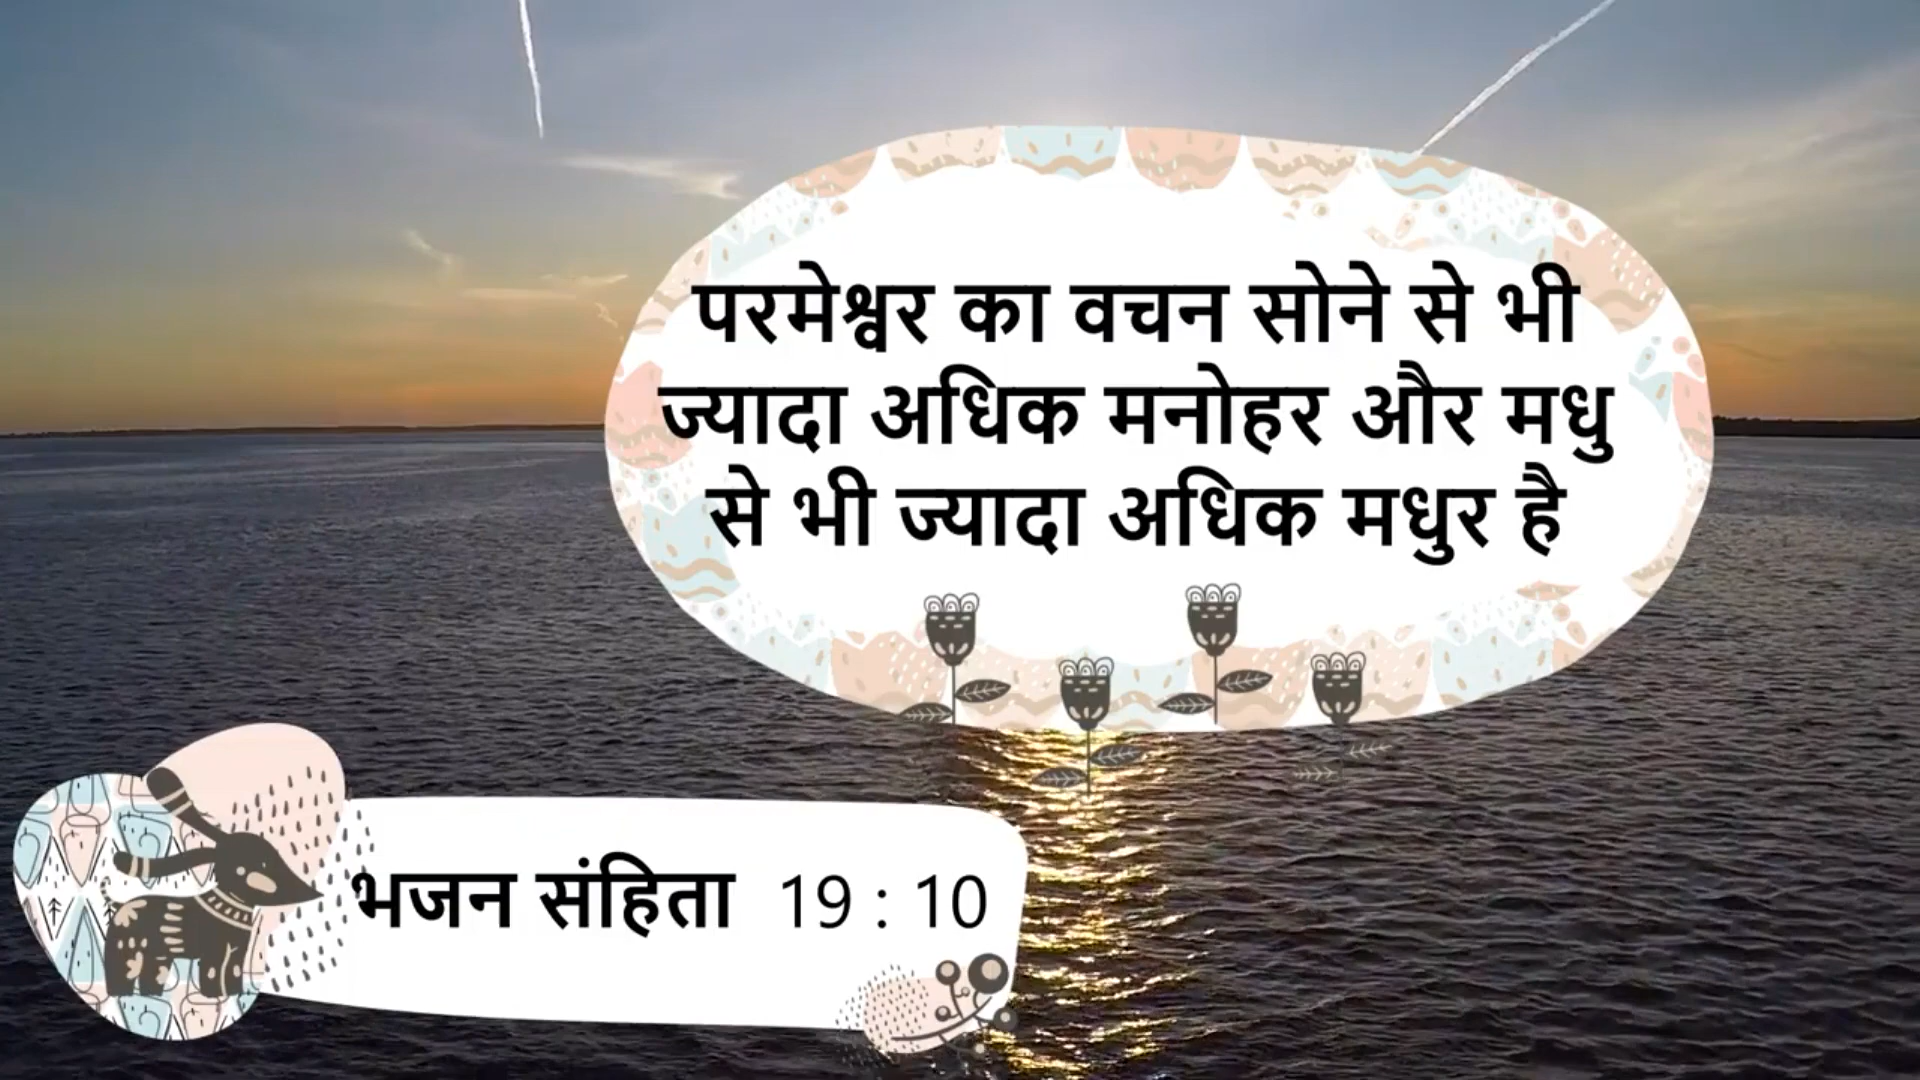 परमेश्वर का वचन सोने से भी
ज्यादा अधिक मनोहर और मधु
से भी ज्यादा अधिक मधुर है
भजन संहिता 19 : 10